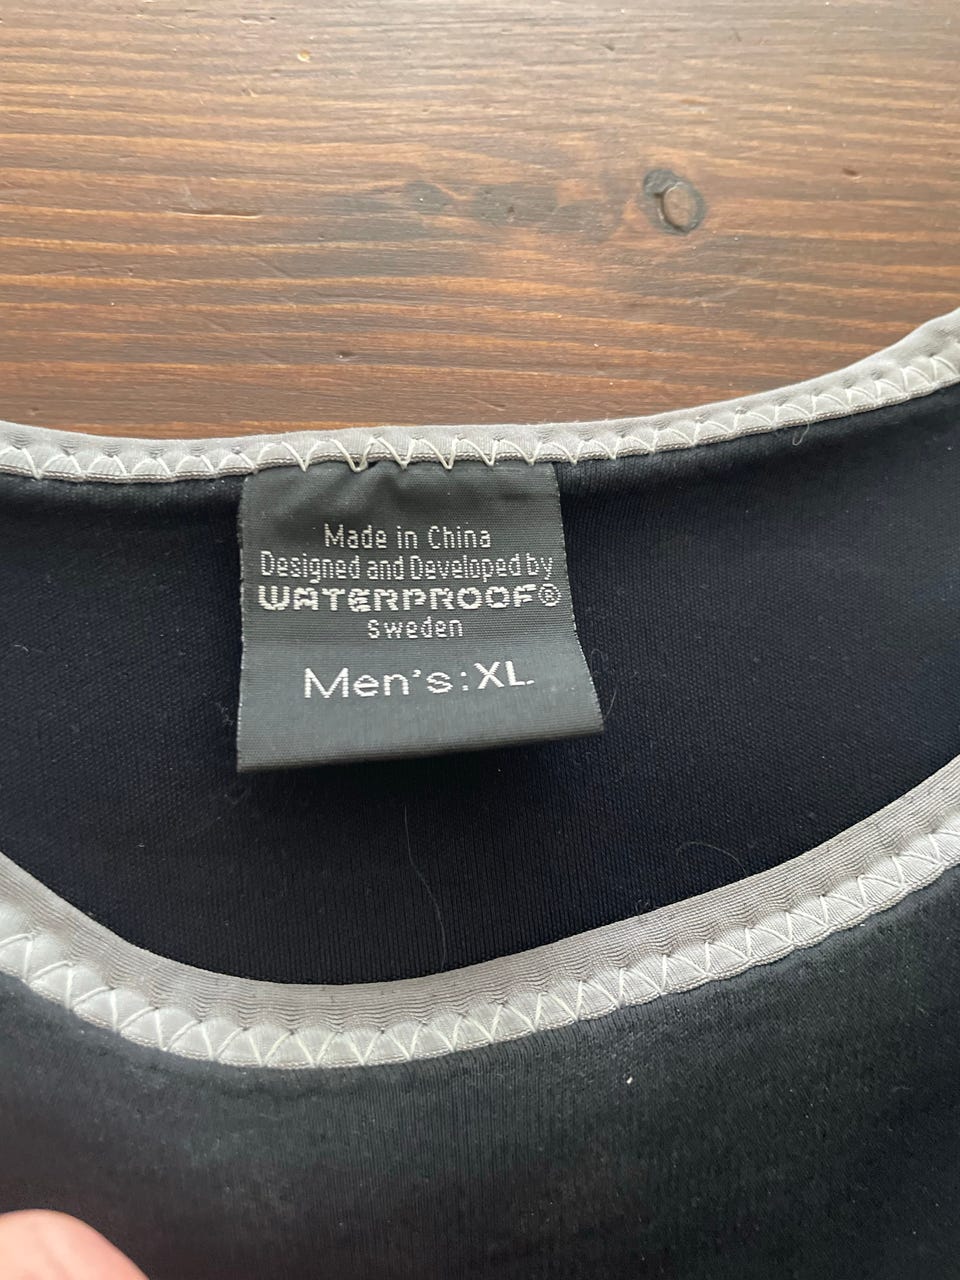 Made in China
Designed and Developed by
WATERPROOF®
Sweden
Men's:XL.